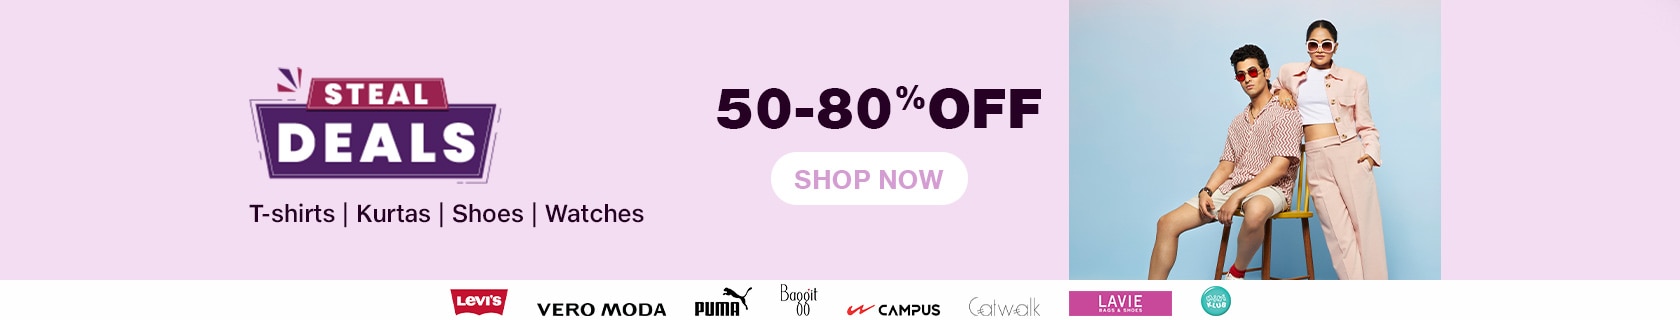 STEAL
DEALS
T-shirts | Kurtas | Shoes | Watches
50-80%OFF
SHOP NOW
LEVI'S
VERO MODA
PUMA
Baggit
CAMPUS
Catwalk
LAVIE
BAGS & SHOES
KLUB